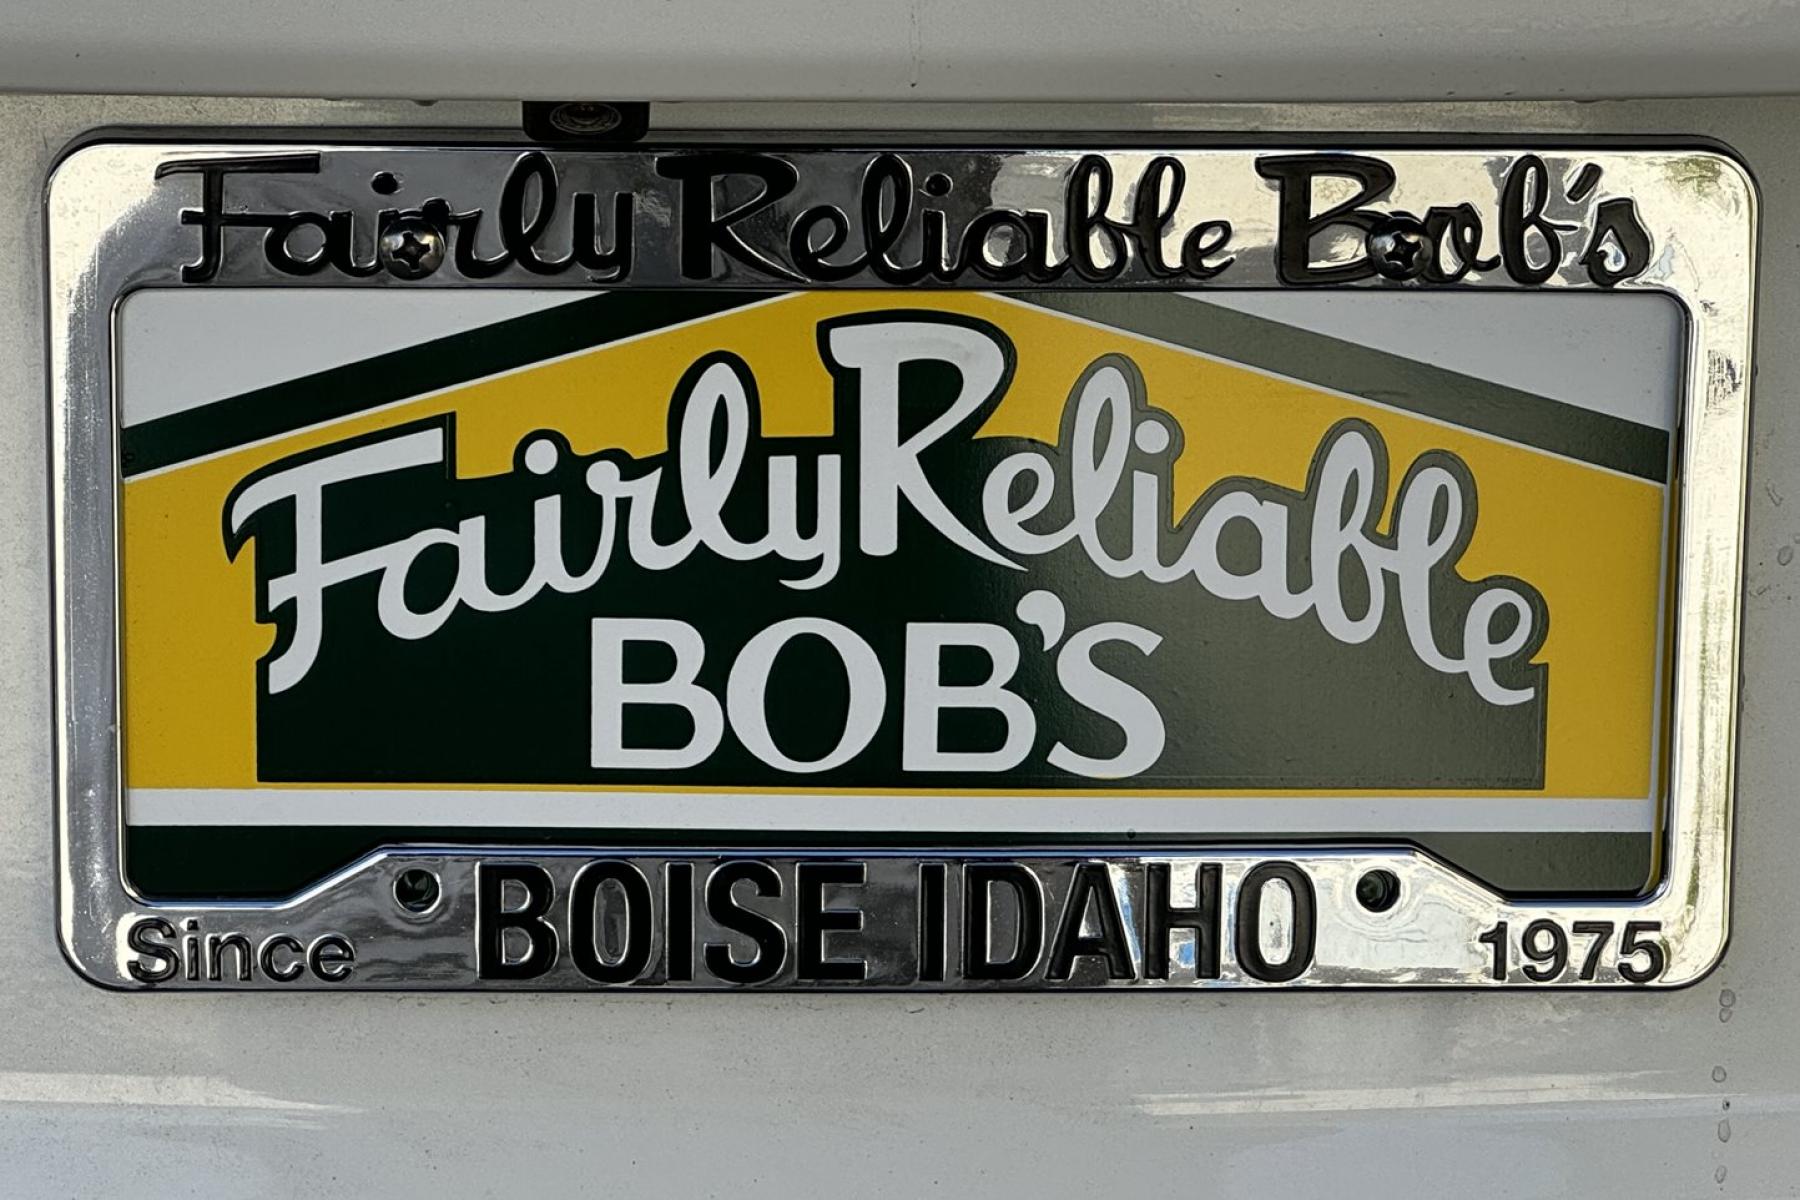 Fairly Reliable Bob's
Fairly Reliable
BOB'S
Since BOISE IDAHO 1975